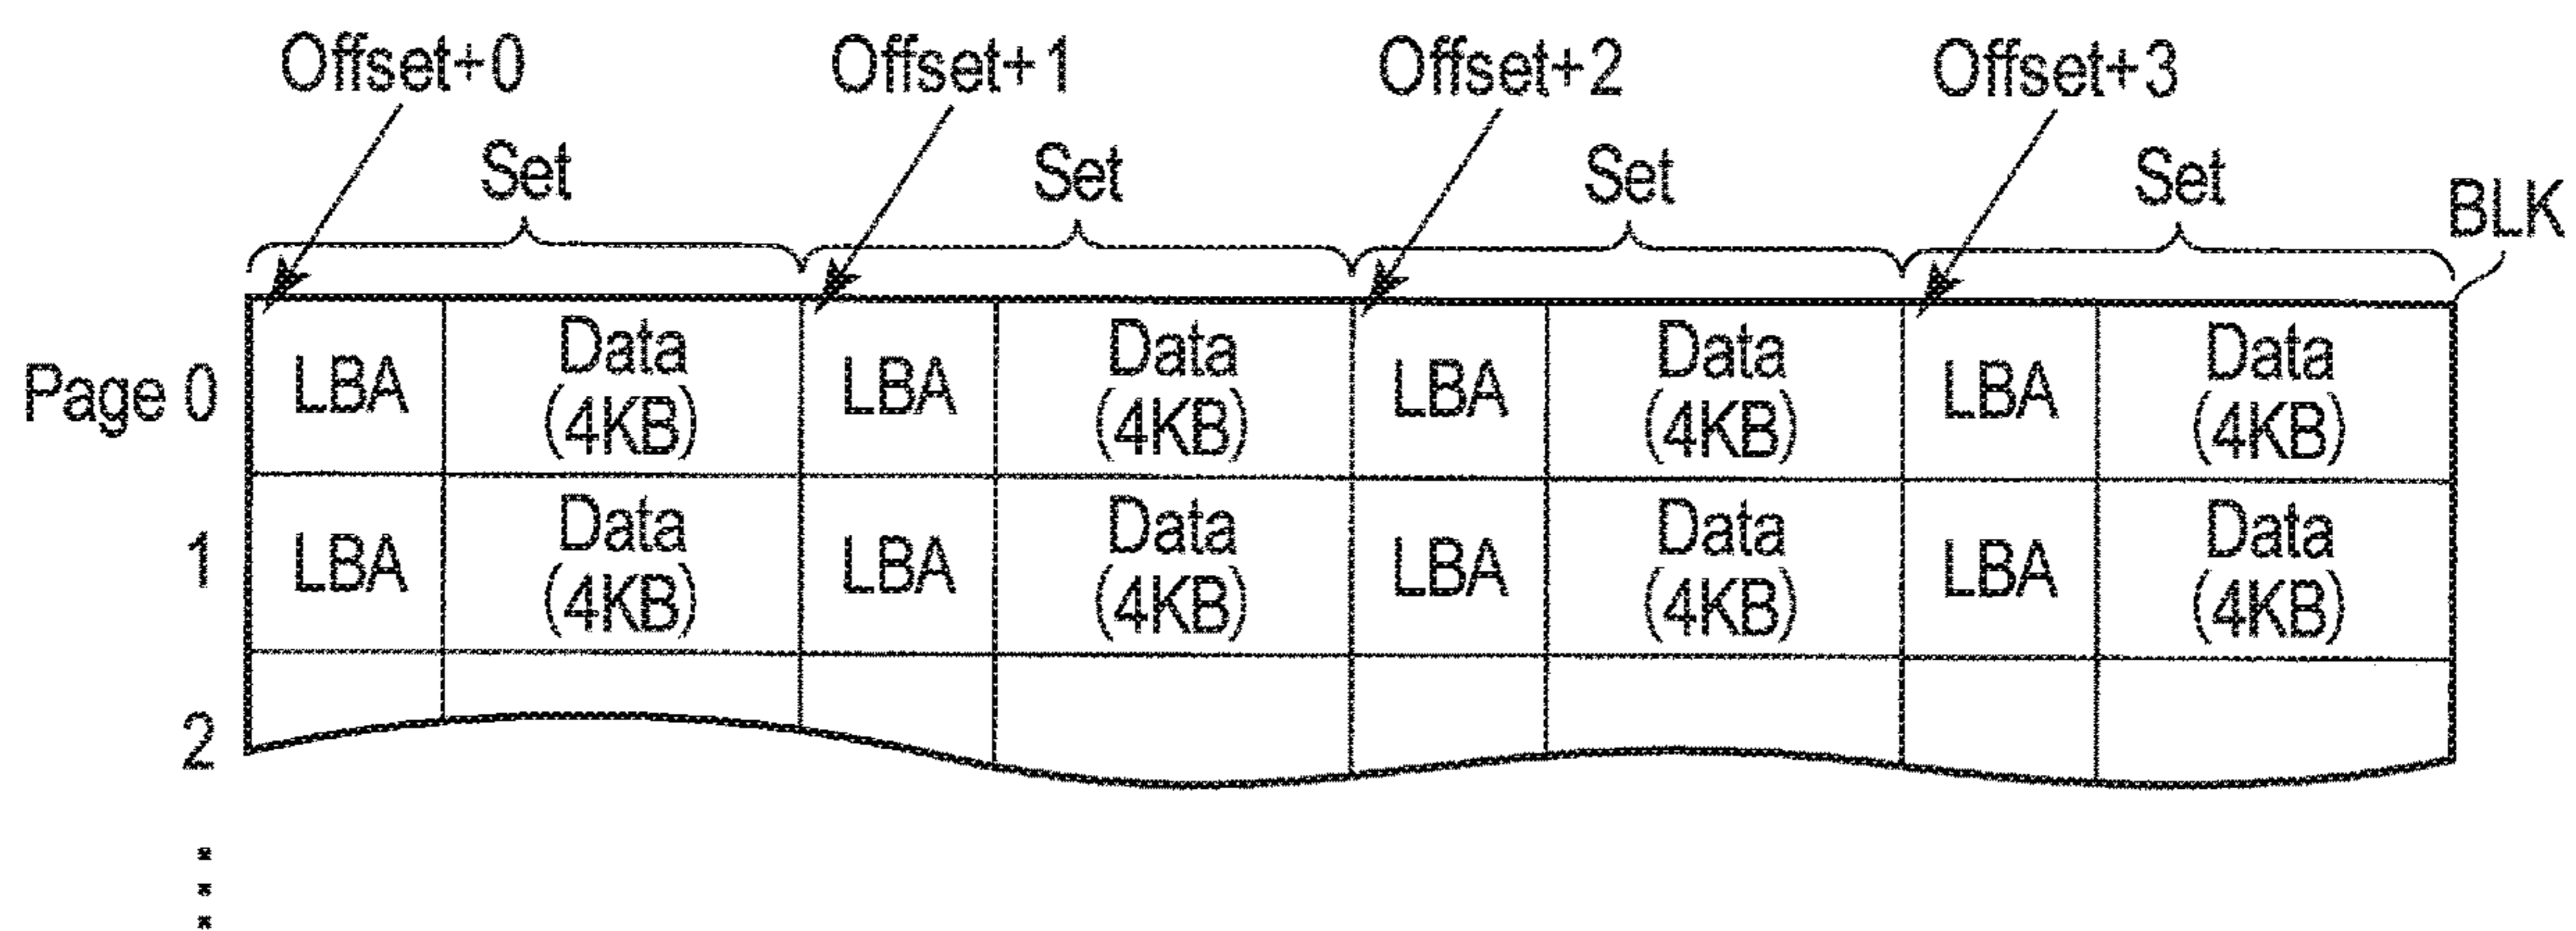 Offset+0 Offset+1 Offset+2 Offset+3
Set Set Set Set
BLK
Page 0 LBA Data (4KB) LBA Data (4KB) LBA Data (4KB) LBA Data (4KB)
1 LBA Data (4KB) LBA Data (4KB) LBA Data (4KB) LBA Data (4KB)
2